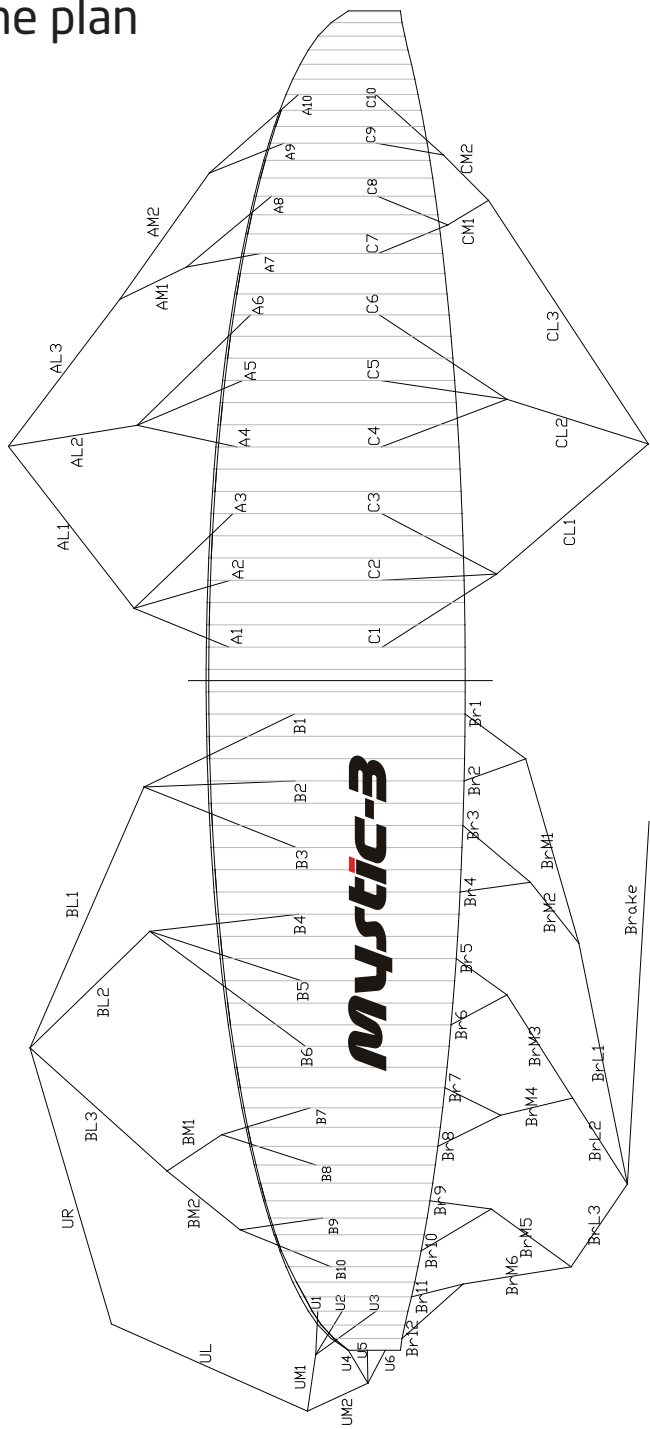 ne plan
A10
A9
A8
A7
A6
A5
A4
A3
A2
A1
AM2
AM1
AL3
AL2
AL1
C10
C9
C8
C7
C6
C5
C4
C3
C2
C1
CM2
CM1
CL3
CL2
CL1
B1
B2
B3
B4
B5
B6
B7
B8
B9
B10
BL1
BL2
BL3
BM1
BM2
UR
UL
UM1
UM2
U1
U2
U3
U4
U5
U6
Mystic-3
Br1
Br2
Br3
Br4
Br5
Br6
Br7
Br8
Br9
Br10
Br11
Br12
BrM1
BrM2
BrM3
BrM4
BrM5
BrM6
BrL1
BrL2
BrL3
Brake